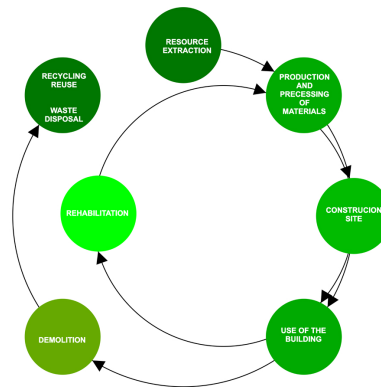 RESOURCE
EXTRACTION
PRODUCTION
AND
PRECESSING
OF
MATERIALS
CONSTRUCION
SITE
USE OF THE
BUILDING
REHABILITATION
DEMOLITION
RECYCLING
REUSE
WASTE
DISPOSAL